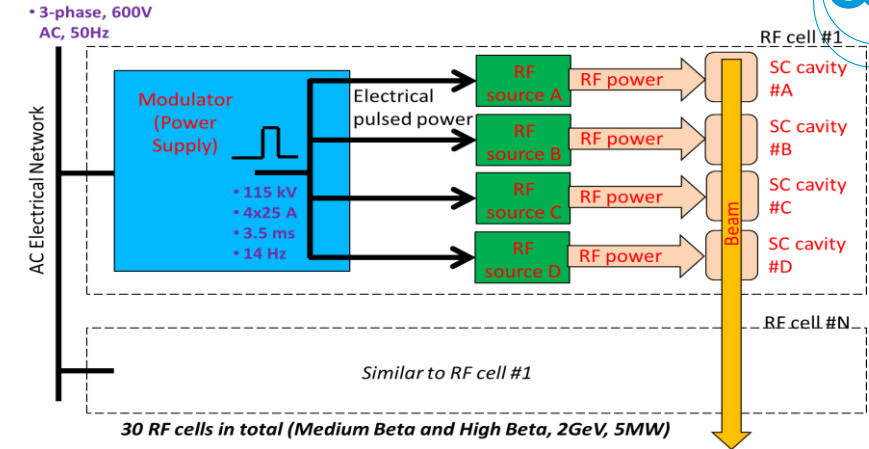 • 3-phase, 600V
AC, 50Hz
RF cell #1
AC Electrical Network
Modulator
(Power
Supply)
• 115 kV
• 4x25 A
• 3.5 ms
• 14 Hz
Electrical
pulsed power
RF
source A
RF power
SC cavity
#A
RF
source B
RF power
SC cavity
#B
RF
source C
RF power
SC cavity
#C
RF
source D
RF power
SC cavity
#D
Beam
RF cell #N
Similar to RF cell #1
30 RF cells in total (Medium Beta and High Beta, 2GeV, 5MW)